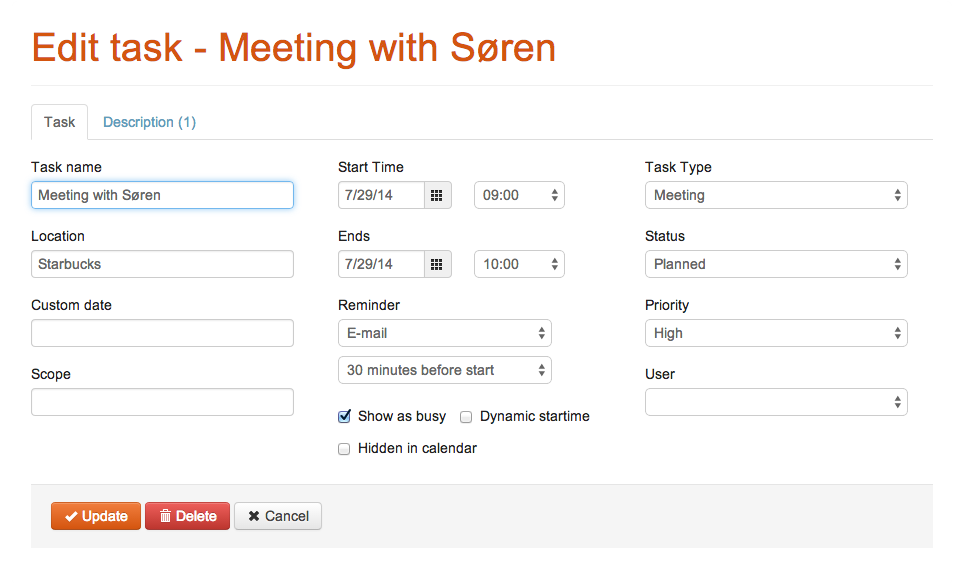 Edit task - Meeting with Søren
Task
Description (1)
Task name
Meeting with Søren
Location
Starbucks
Custom date
Scope
Start Time
7/29/14
09:00
Ends
7/29/14
10:00
Reminder
E-mail
30 minutes before start
Show as busy
Dynamic startime
Hidden in calendar
Task Type
Meeting
Status
Planned
Priority
High
User
Update
Delete
Cancel